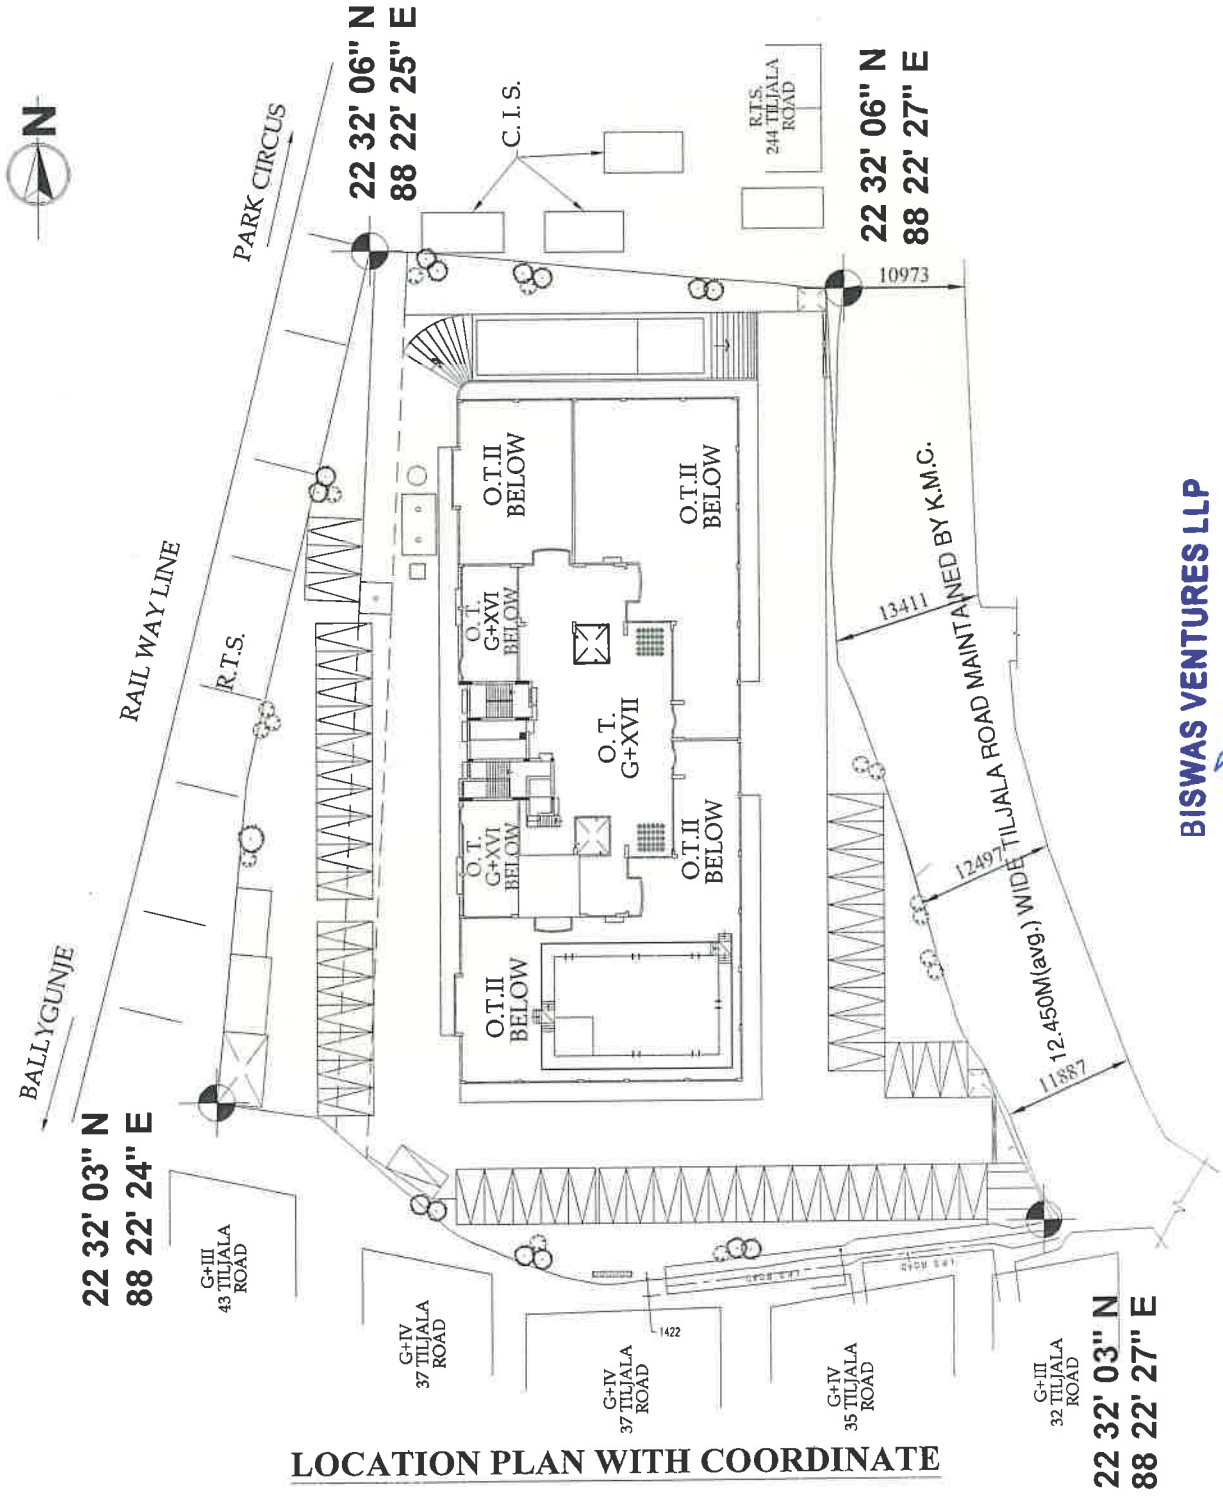 N
PARK CIRCUS
22 32' 06" N
88 22' 25" E
C. I. S.
R.T.S.
244 TILJALA
ROAD
22 32' 06" N
88 22' 27" E
10973
RAIL WAY LINE
R.T.S.
BALLYGUNJE
22 32' 03" N
88 22' 24" E
O.T.II
BELOW
O.T.II
BELOW
O. T.
G+XVI
BELOW
O. T.
G+XVII
O. T.
G+XVI
BELOW
O.T.II
BELOW
O.T.II
BELOW
12.450M(avg.) WIDE TILJALA ROAD MAINTAINED BY K.M.C.
13411
12497
11887
G+III
43 TILJALA
ROAD
G+IV
37 TILJALA
ROAD
G+IV
37 TILJALA
ROAD
1422
G+IV
35 TILJALA
ROAD
G+III
32 TILJALA
ROAD
22 32' 03" N
88 22' 27" E
BISWAS VENTURES LLP
LOCATION PLAN WITH COORDINATE